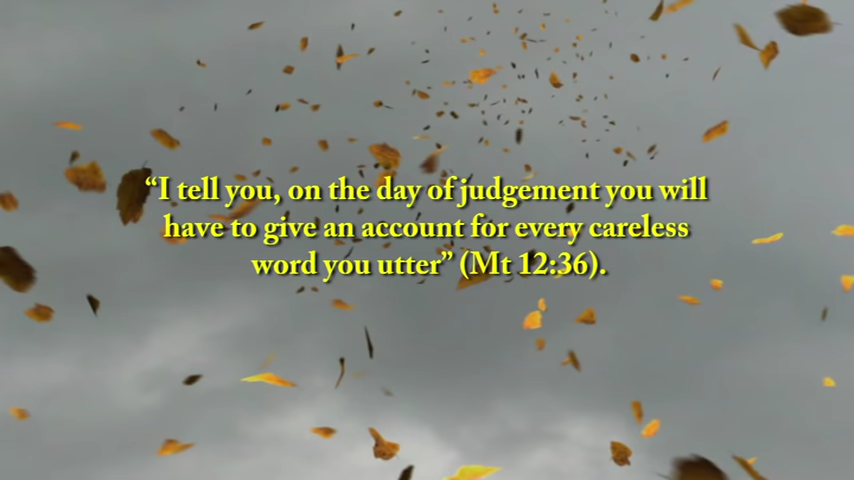 “I tell you, on the day of judgement you will
have to give an account for every careless
word you utter” (Mt 12:36).